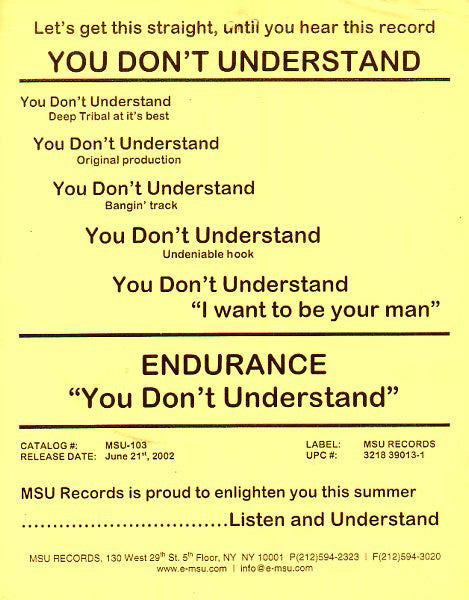 Let's get this straight, until you hear this record
YOU DON'T UNDERSTAND
You Don't Understand
Deep Tribal at it's best
You Don't Understand
Original production
You Don't Understand
Bangin' track
You Don't Understand
Undeniable hook
You Don't Understand
“I want to be your man”
ENDURANCE
“You Don't Understand”
CATALOG #: MSU-103 LABEL: MSU RECORDS
RELEASE DATE: June 21st, 2002 UPC #: 3218 39013-1
MSU Records is proud to enlighten you this summer
................................Listen and Understand
MSU RECORDS, 130 West 29th St. 5th Floor, NY NY 10001 P(212)594-2323 | F(212)594-3020
www.e-msu.com | info@e-msu.com